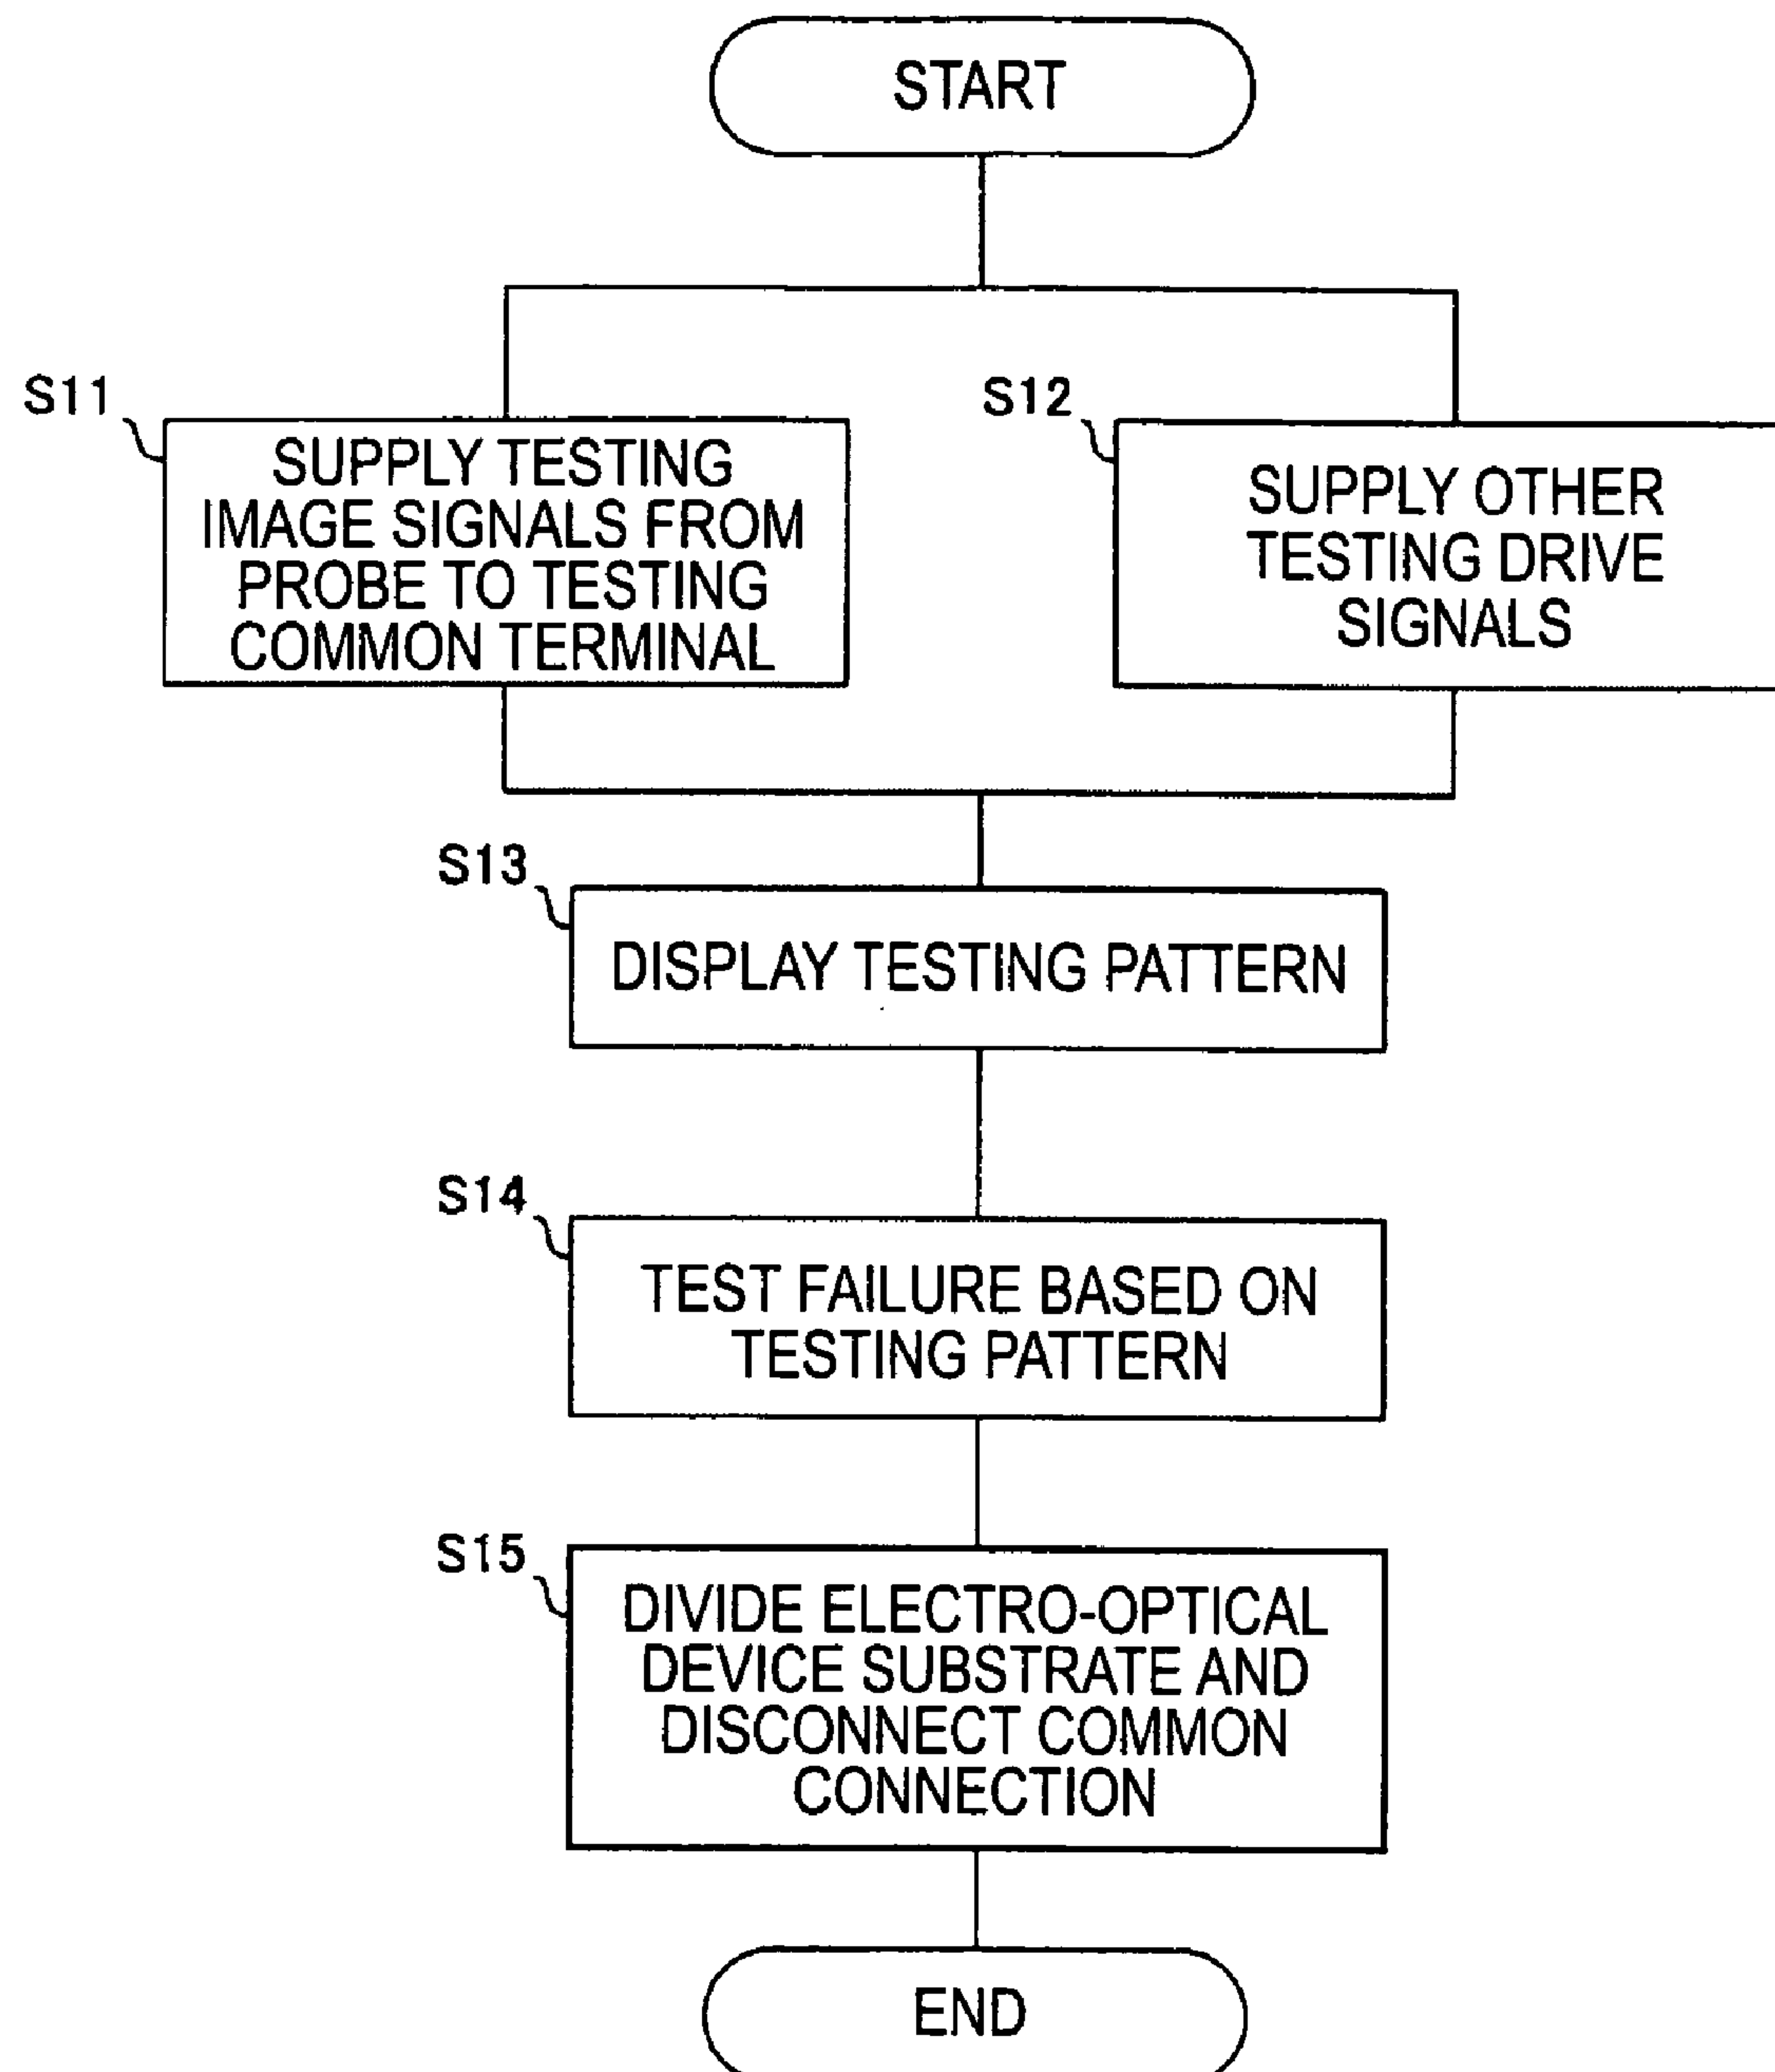 START
S11
SUPPLY TESTING
IMAGE SIGNALS FROM
PROBE TO TESTING
COMMON TERMINAL
S12
SUPPLY OTHER
TESTING DRIVE
SIGNALS
S13
DISPLAY TESTING PATTERN
S14
TEST FAILURE BASED ON
TESTING PATTERN
S15
DIVIDE ELECTRO-OPTICAL
DEVICE SUBSTRATE AND
DISCONNECT COMMON
CONNECTION
END